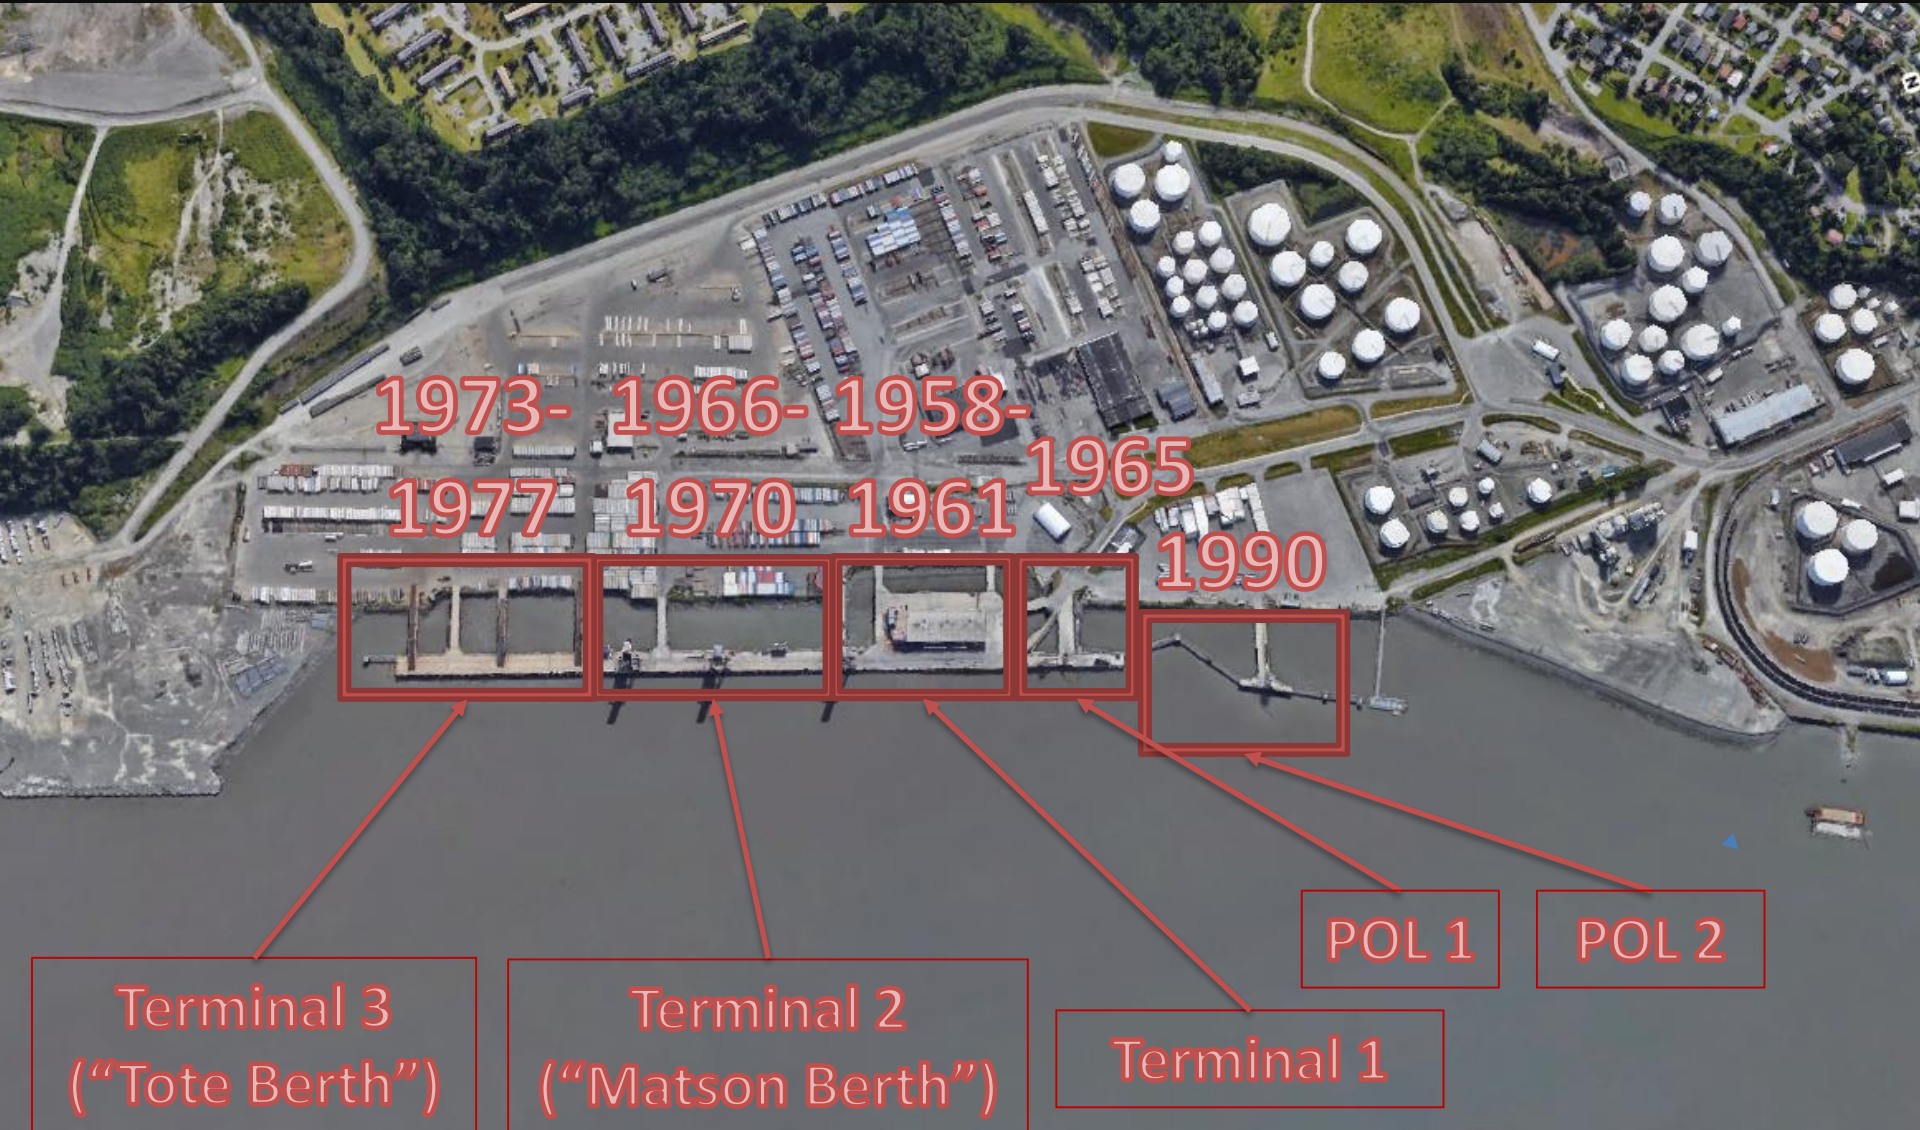 1973-
1977
1966-
1970
1958-
1961
1965
1990
POL 1
POL 2
Terminal 3
("Tote Berth")
Terminal 2
("Matson Berth")
Terminal 1
N